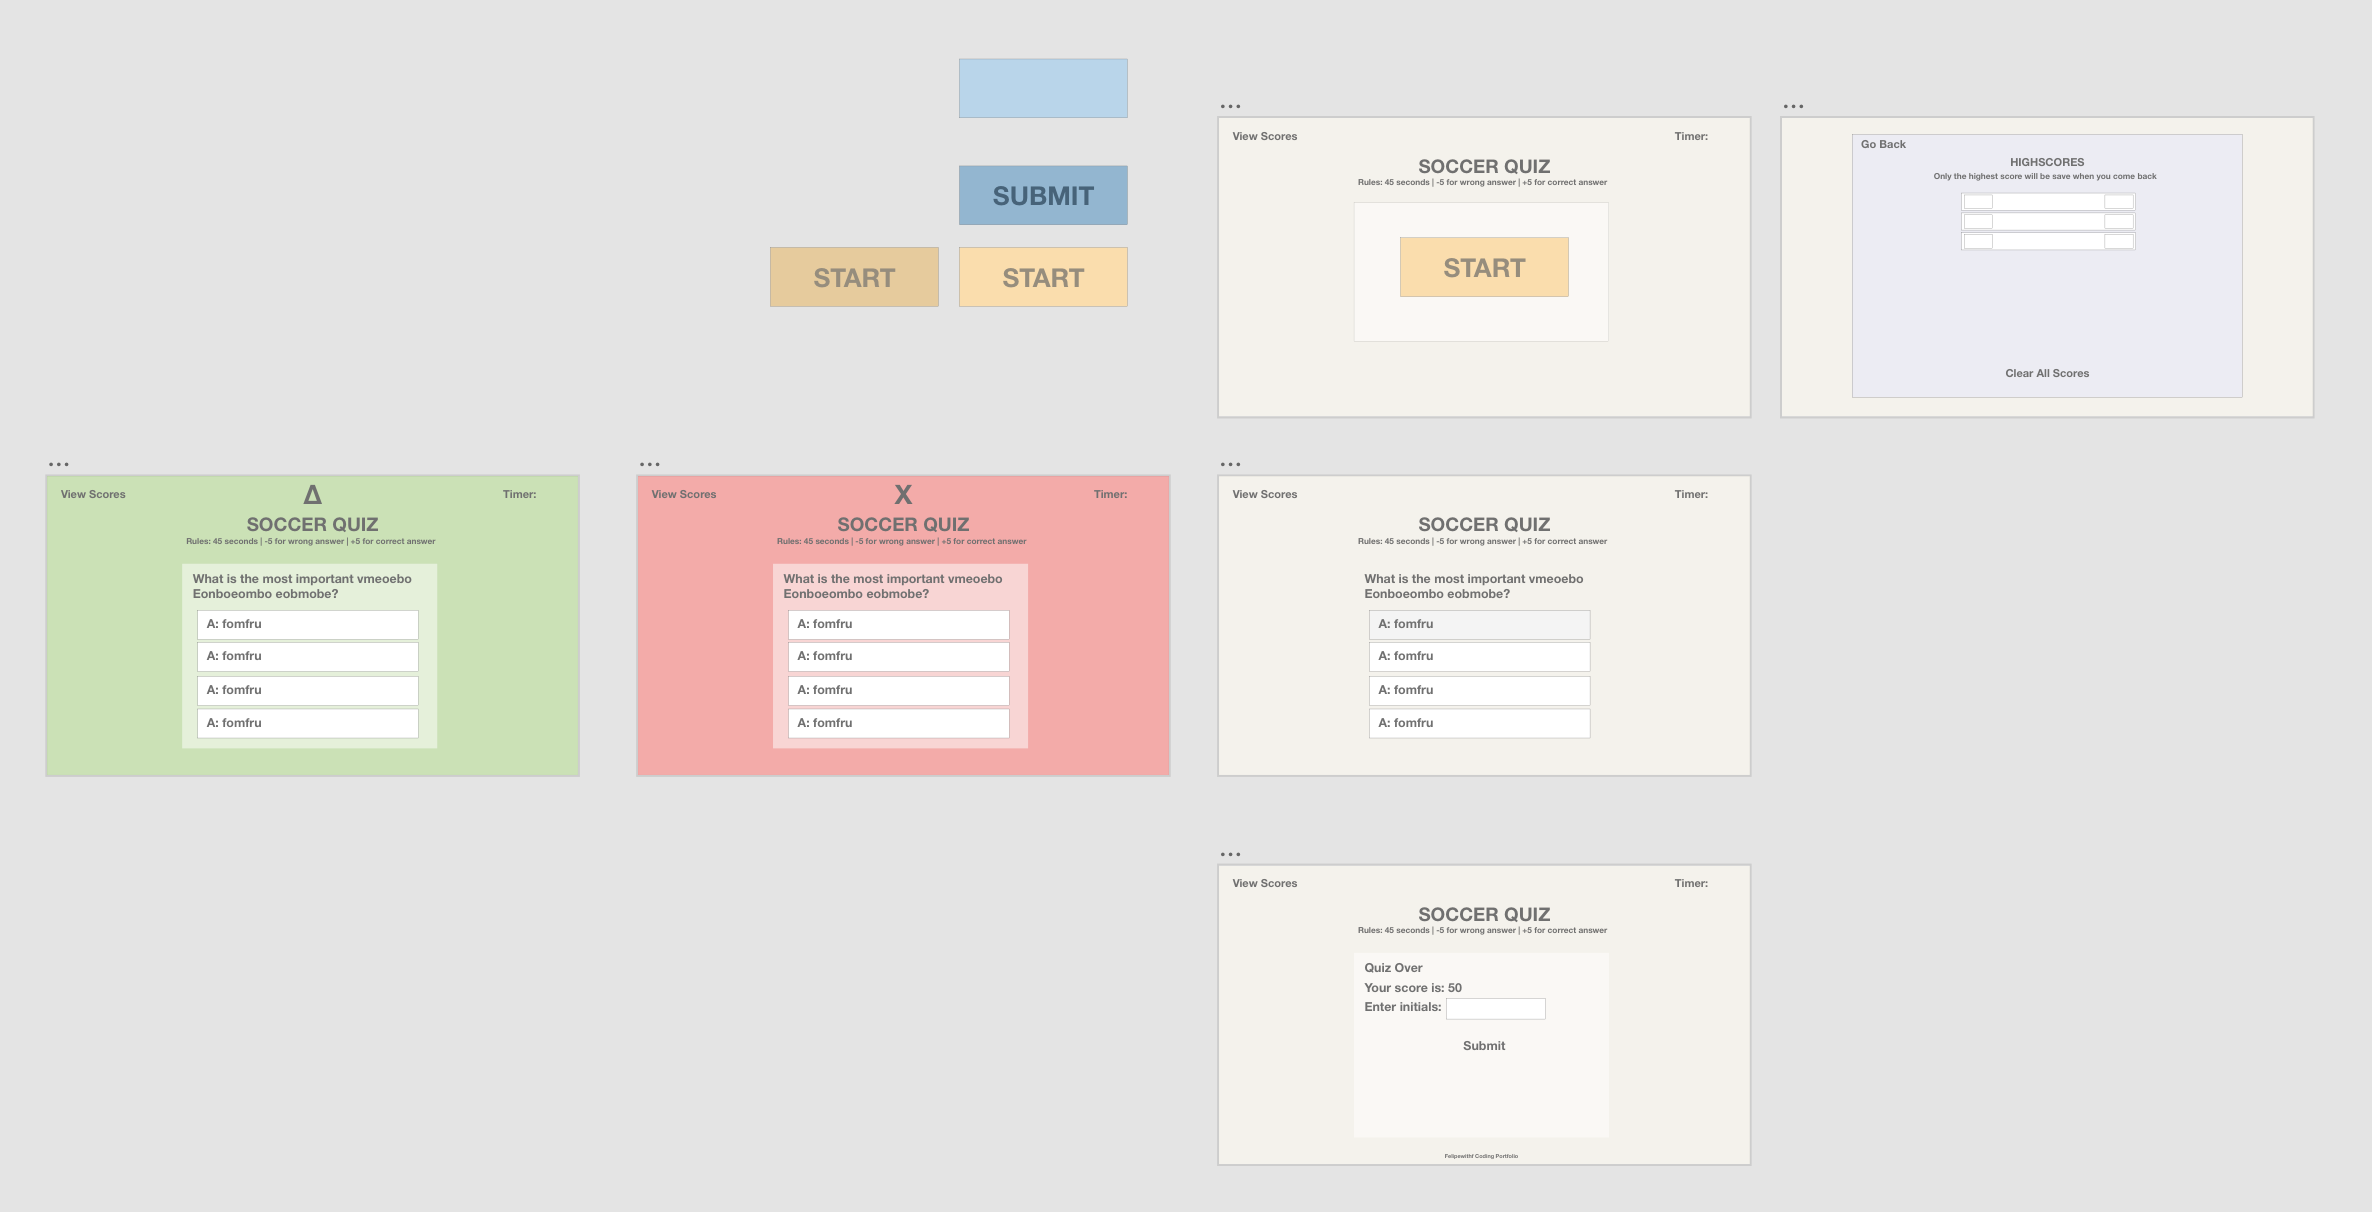 SUBMIT
START
START
...
View Scores
Timer:
SOCCER QUIZ
Rules: 45 seconds | -5 for wrong answer | +5 for correct answer
START
...
Go Back
HIGHSCORES
Only the highest score will be save when you come back
Clear All Scores
...
View Scores
Δ
Timer:
SOCCER QUIZ
Rules: 45 seconds | -5 for wrong answer | +5 for correct answer
What is the most important vmeoebo
Eonboeombo eobmobe?
A: fomfru
A: fomfru
A: fomfru
A: fomfru
...
View Scores
X
Timer:
SOCCER QUIZ
Rules: 45 seconds | -5 for wrong answer | +5 for correct answer
What is the most important vmeoebo
Eonboeombo eobmobe?
A: fomfru
A: fomfru
A: fomfru
A: fomfru
...
View Scores
Timer:
SOCCER QUIZ
Rules: 45 seconds | -5 for wrong answer | +5 for correct answer
What is the most important vmeoebo
Eonboeombo eobmobe?
A: fomfru
A: fomfru
A: fomfru
A: fomfru
...
View Scores
Timer:
SOCCER QUIZ
Rules: 45 seconds | -5 for wrong answer | +5 for correct answer
Quiz Over
Your score is: 50
Enter initials:
Submit
Felipewithf Coding Portfolio